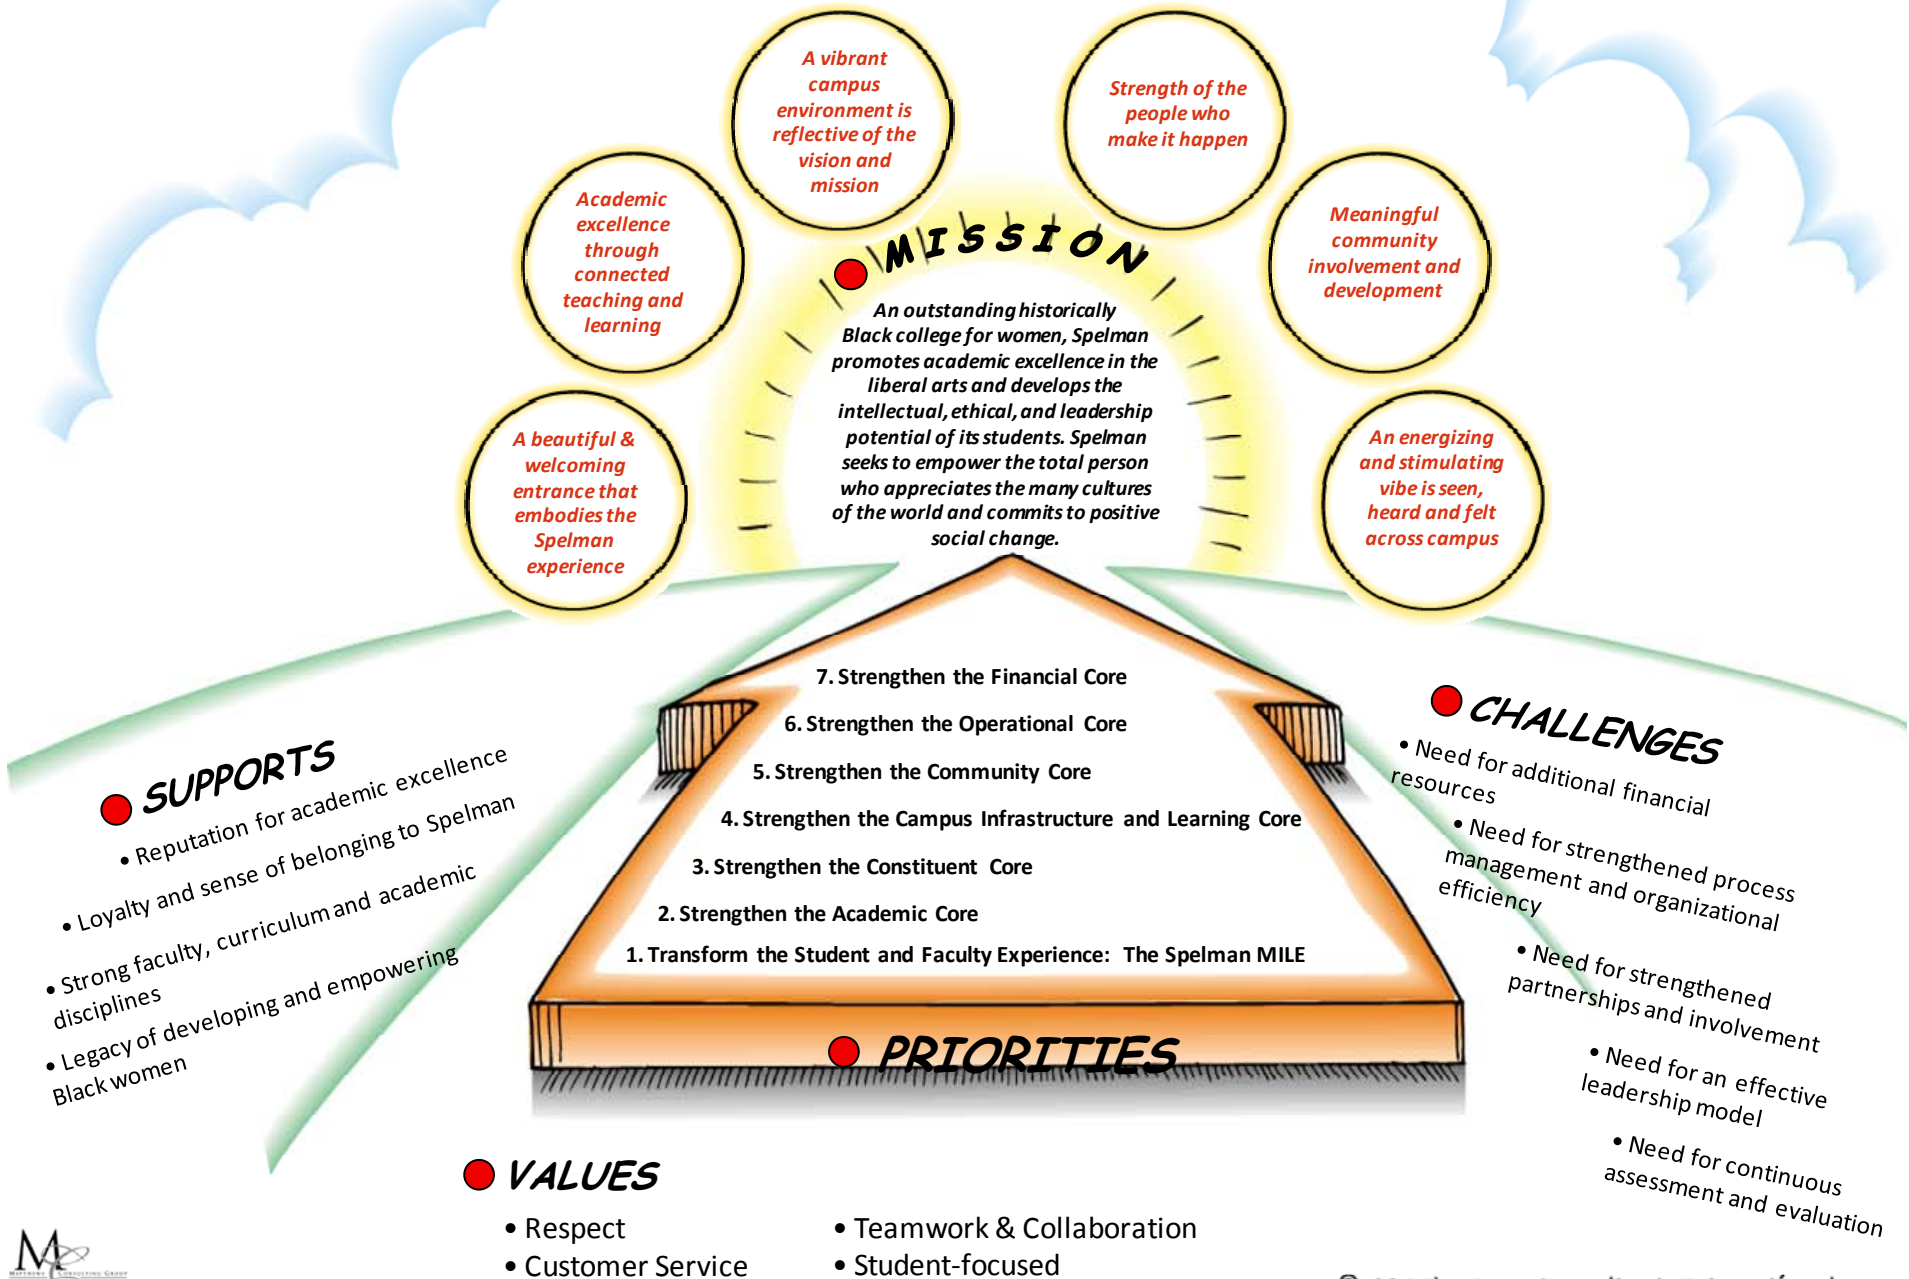 A vibrant
campus
environment is
reflective of the
vision and
mission
Strength of the
people who
make it happen
Academic
excellence
through
connected
teaching and
learning
Meaningful
community
involvement and
development
A beautiful &
welcoming
entrance that
embodies the
Spelman
experience
An energizing
and stimulating
vibe is seen,
heard and felt
across campus
MISSION
An outstanding historically
Black college for women, Spelman
promotes academic excellence in the
liberal arts and develops the
intellectual, ethical, and leadership
potential of its students. Spelman
seeks to empower the total person
who appreciates the many cultures
of the world and commits to positive
social change.
7. Strengthen the Financial Core
6. Strengthen the Operational Core
5. Strengthen the Community Core
4. Strengthen the Campus Infrastructure and Learning Core
3. Strengthen the Constituent Core
2. Strengthen the Academic Core
1. Transform the Student and Faculty Experience: The Spelman MILE
PRIORITIES
SUPPORTS
• Reputation for academic excellence
• Loyalty and sense of belonging to Spelman
• Strong faculty, curriculum and academic
disciplines
• Legacy of developing and empowering
Black women
CHALLENGES
• Need for additional financial
resources
• Need for strengthened process
management and organizational
efficiency
• Need for strengthened
partnerships and involvement
• Need for an effective
leadership model
• Need for continuous
assessment and evaluation
VALUES
• Respect
• Customer Service
• Teamwork & Collaboration
• Student-focused
MATTHEWS CONSULTING GROUP